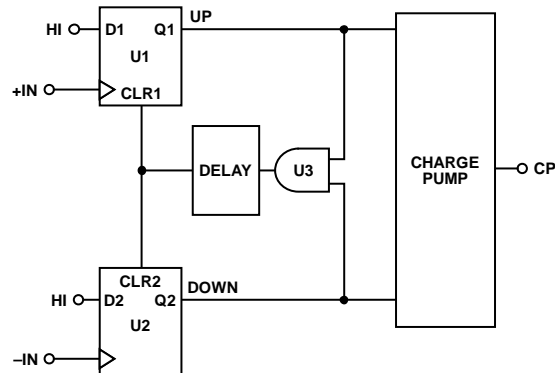 HI
D1
Q1
UP
U1
+IN
CLR1
DELAY
U3
CHARGE
PUMP
CP
CLR2
DOWN
HI
D2
Q2
U2
–IN